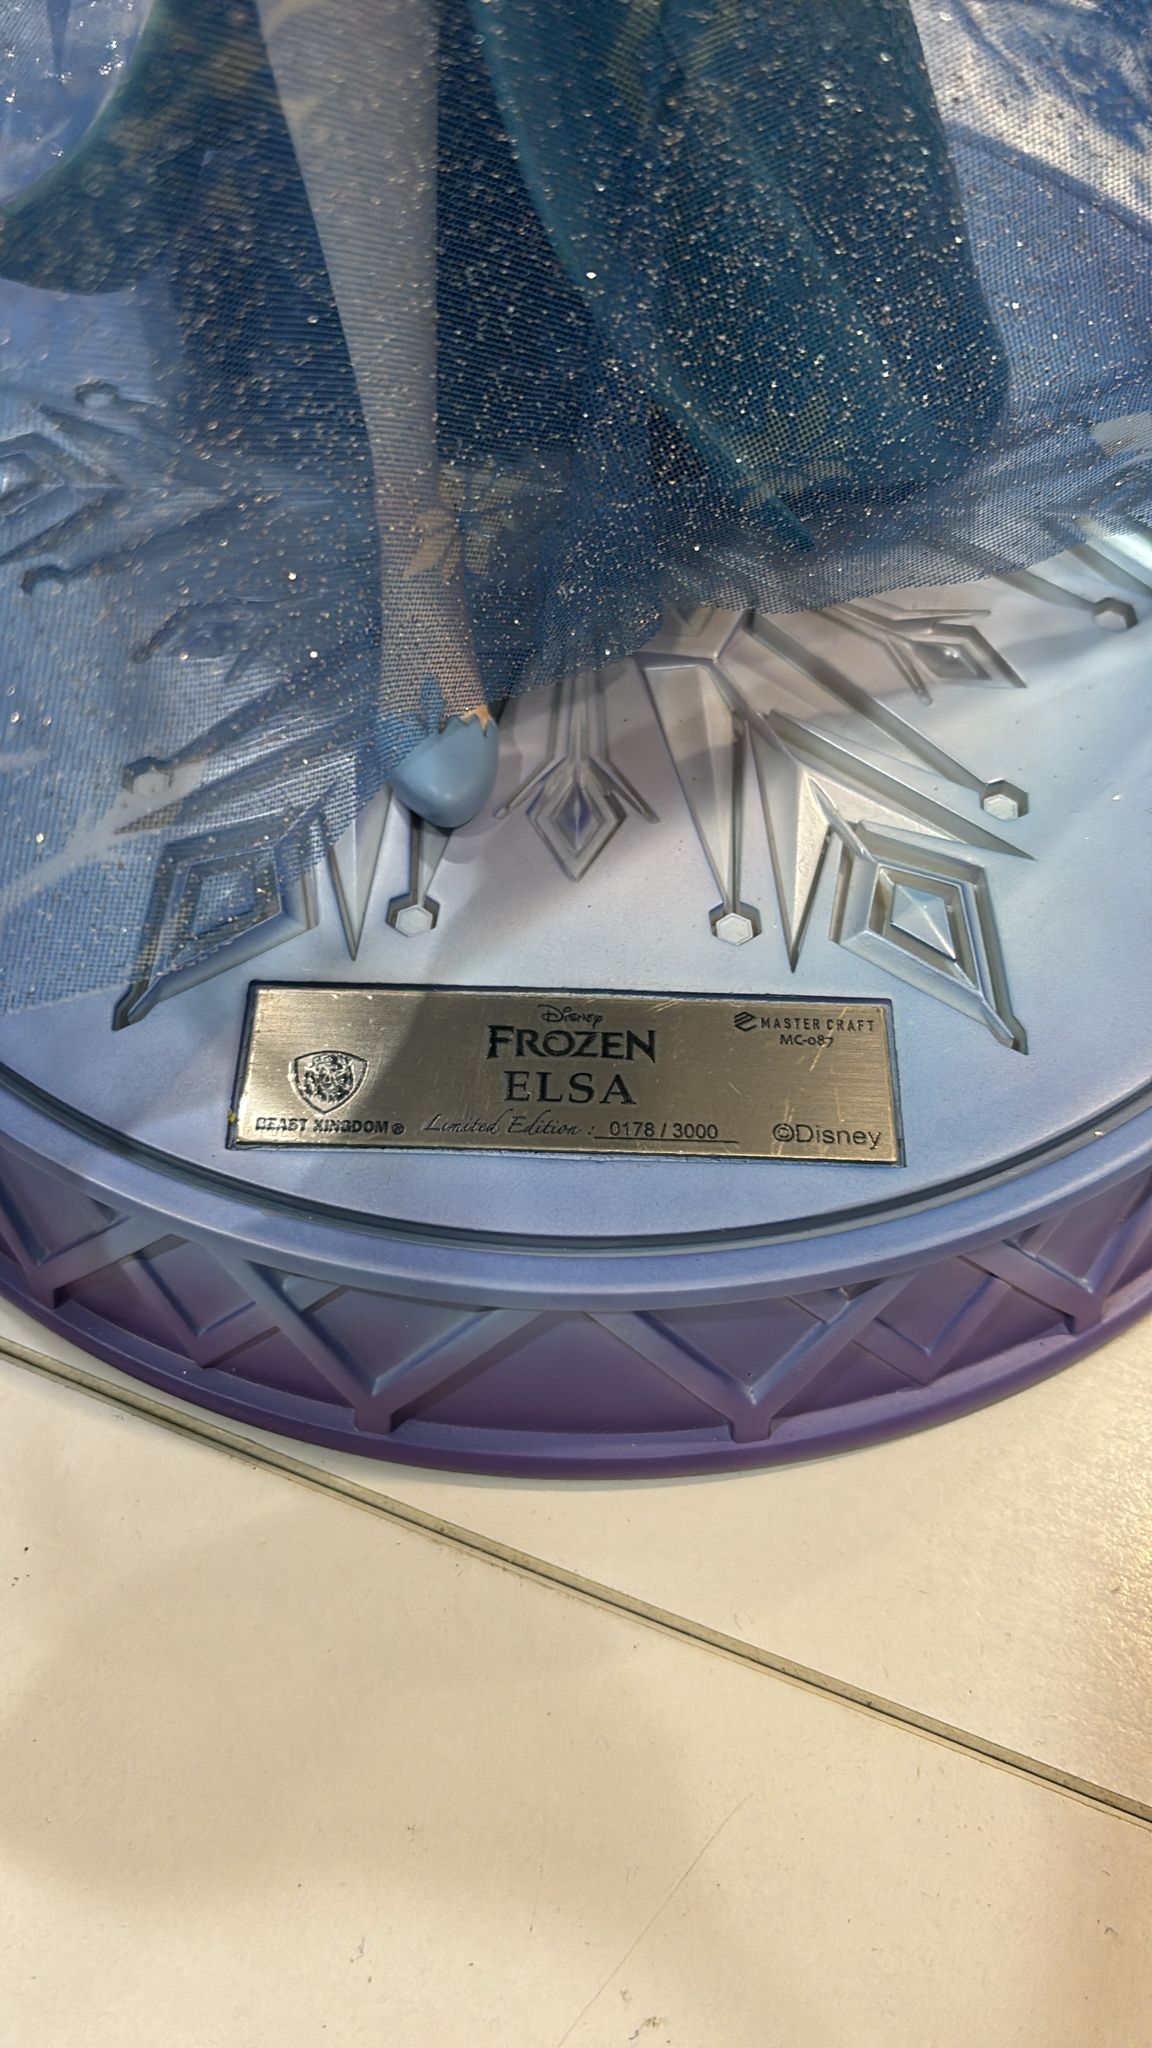 Disney
FROZEN
ELSA
MASTER CRAFT
MC-087
BEAST KINGDOM®
Limited Edition : 0178 / 3000
©Disney